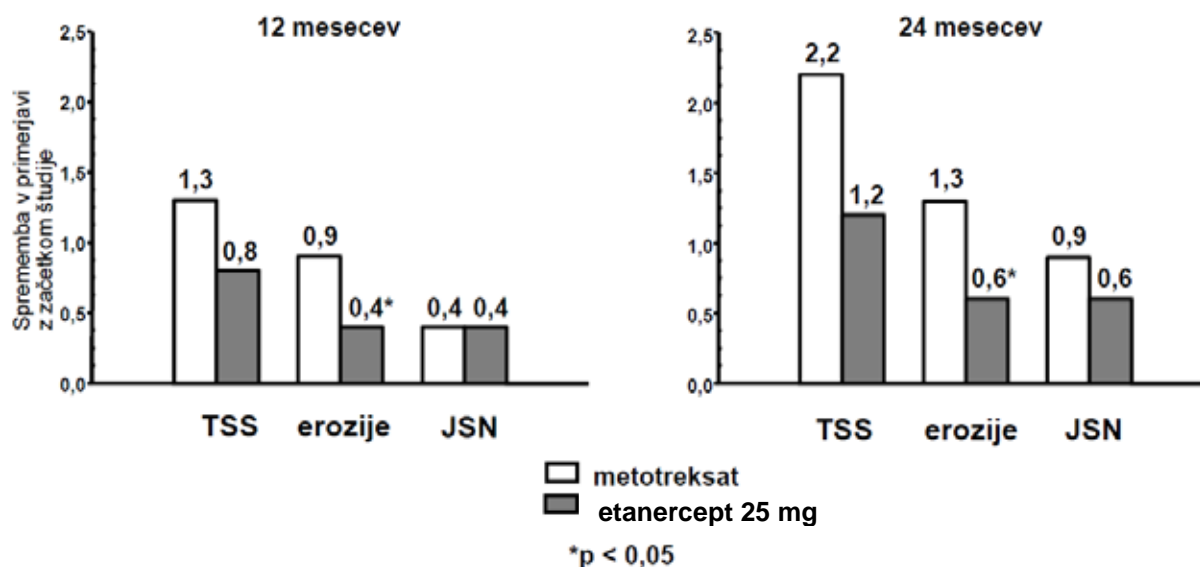 12 mesecev
Sprememba v primerjavi
z začetkom študije
2,5
2,0
1,5
1,0
0,5
0,0
1,3
0,8
0,9
0,4*
0,4
0,4
TSS
erozije
JSN
24 mesecev
2,5
2,0
1,5
1,0
0,5
0,0
2,2
1,2
1,3
0,6*
0,9
0,6
TSS
erozije
JSN
metotreksat
etanercept 25 mg
*p < 0,05